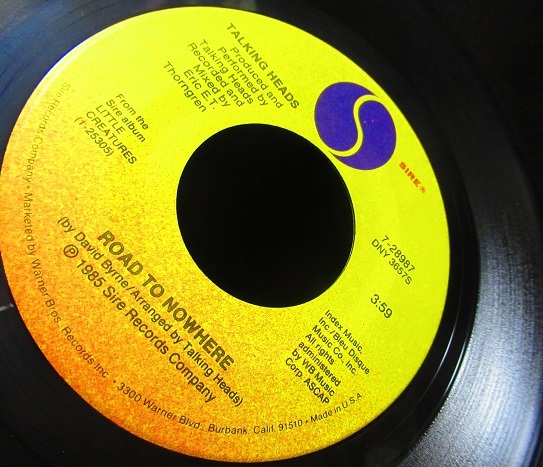 TALKING HEADS
Produced and
Performed by
Talking Heads
Recorded and
Mixed by
Eric E.T.
Thorngren
From the
Sire album
LITTLE
CREATURES
(1-25305)
SIRE®
7-28987
DNY 3657S
3:59
Index Music,
Inc./Bleu Disque
Music Co., Inc.
All rights
administered
by WB Music
Corp. ASCAP
ROAD TO NOWHERE
(by David Byrne/Arranged by Talking Heads)
℗ 1985 Sire Records Company
Sire Records Company • Marketed by Warner Bros. Records Inc. • 3300 Warner Blvd., Burbank, Calif. 91510 • Made in U.S.A.